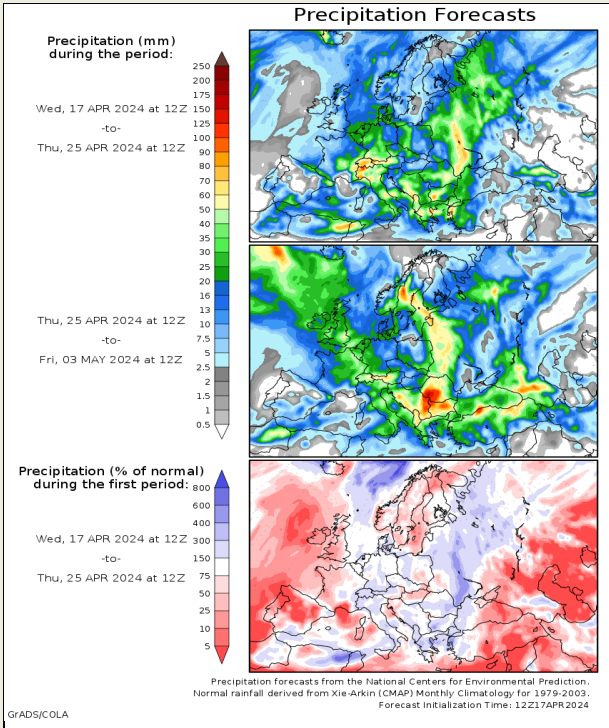 Precipitation Forecasts
Precipitation (mm)
during the period:
Wed, 17 APR 2024 at 12Z
-to-
Thu, 25 APR 2024 at 12Z
250
200
175
150
125
100
90
80
70
60
50
40
35
30
25
20
16
13
10
7.5
5
2.5
2
1.5
1
0.5
Thu, 25 APR 2024 at 12Z
-to-
Fri, 03 MAY 2024 at 12Z
Precipitation (% of normal)
during the first period:
Wed, 17 APR 2024 at 12Z
-to-
Thu, 25 APR 2024 at 12Z
800
600
400
300
150
75
50
25
10
5
Precipitation forecasts from the National Centers for Environmental Prediction.
Normal rainfall derived from Xie-Arkin (CMAP) Monthly Climatology for 1979-2003.
Forecast Initialization Time: 12Z17APR2024
GrADS/COLA